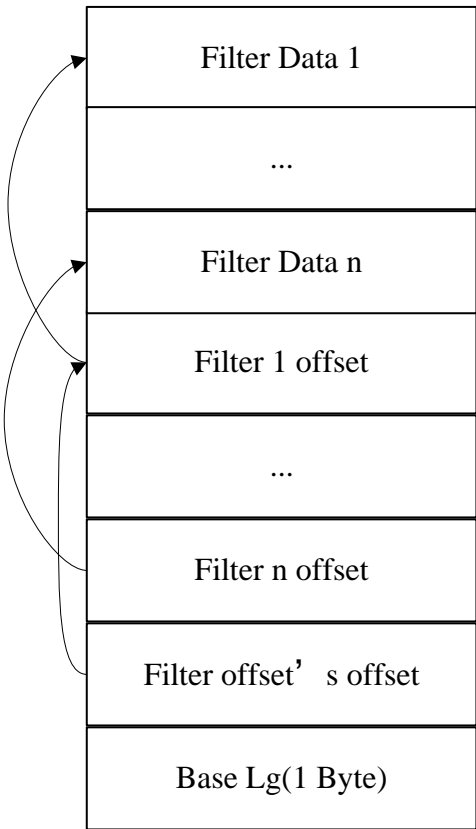 Filter Data 1
...
Filter Data n
Filter 1 offset
...
Filter n offset
Filter offset’ s offset
Base Lg(1 Byte)